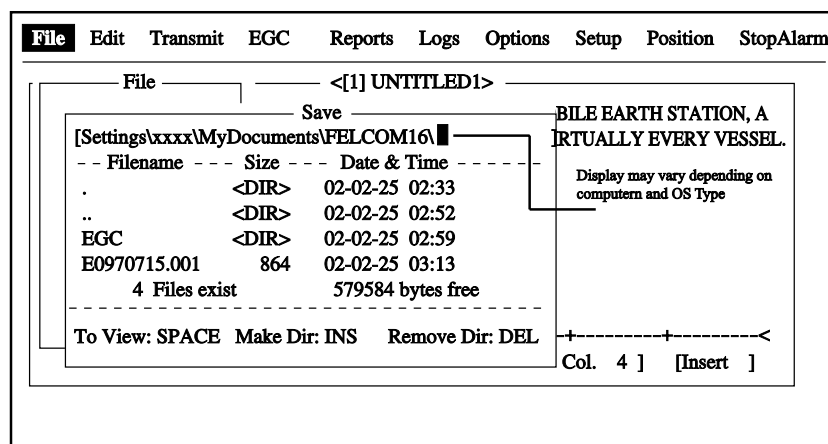 File Edit Transmit EGC Reports Logs Options Setup Position StopAlarm
File
<[1] UNTITLED1>
Save
BILE EARTH STATION, A
RTUALLY EVERY VESSEL.
[Settings\xxxx\MyDocuments\FELCOM16\
Display may vary depending on
computern and OS Type
- - Filename - - - Size - - - Date & Time - - - - - -
. <DIR> 02-02-25 02:33
.. <DIR> 02-02-25 02:52
EGC <DIR> 02-02-25 02:59
E0970715.001 864 02-02-25 03:13
4 Files exist 579584 bytes free
To View: SPACE Make Dir: INS Remove Dir: DEL
-+---------+---------<
Col. 4 ] [Insert ]